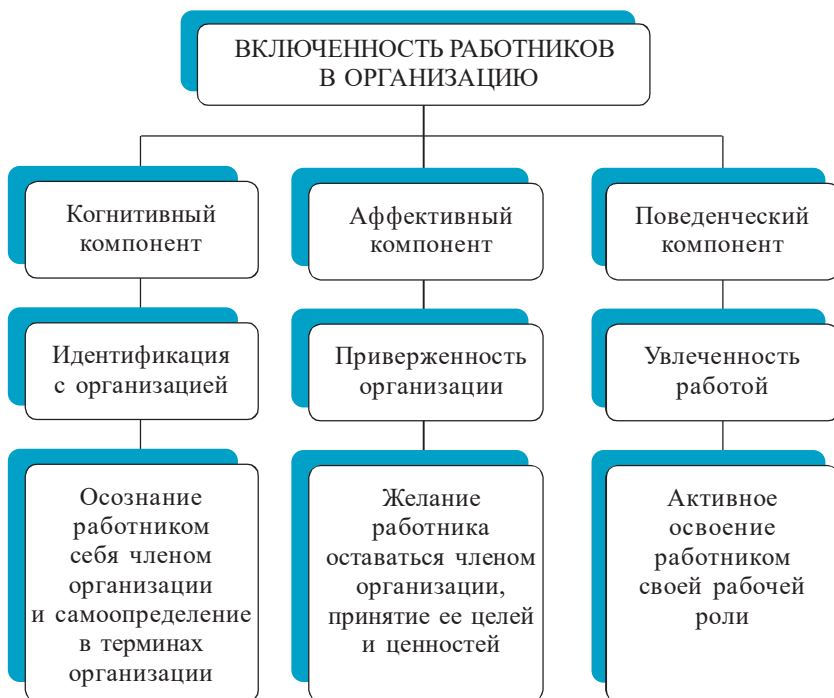 ВКЛЮЧЕННОСТЬ РАБОТНИКОВ
В ОРГАНИЗАЦИЮ
Когнитивный
компонент
Аффективный
компонент
Поведенческий
компонент
Идентификация
с организацией
Приверженность
организации
Увлеченность
работой
Осознание
работником
себя членом
организации
и самоопределение
в терминах
организации
Желание
работника
оставаться членом
организации,
принятие ее целей
и ценностей
Активное
освоение
работником
своей рабочей
роли